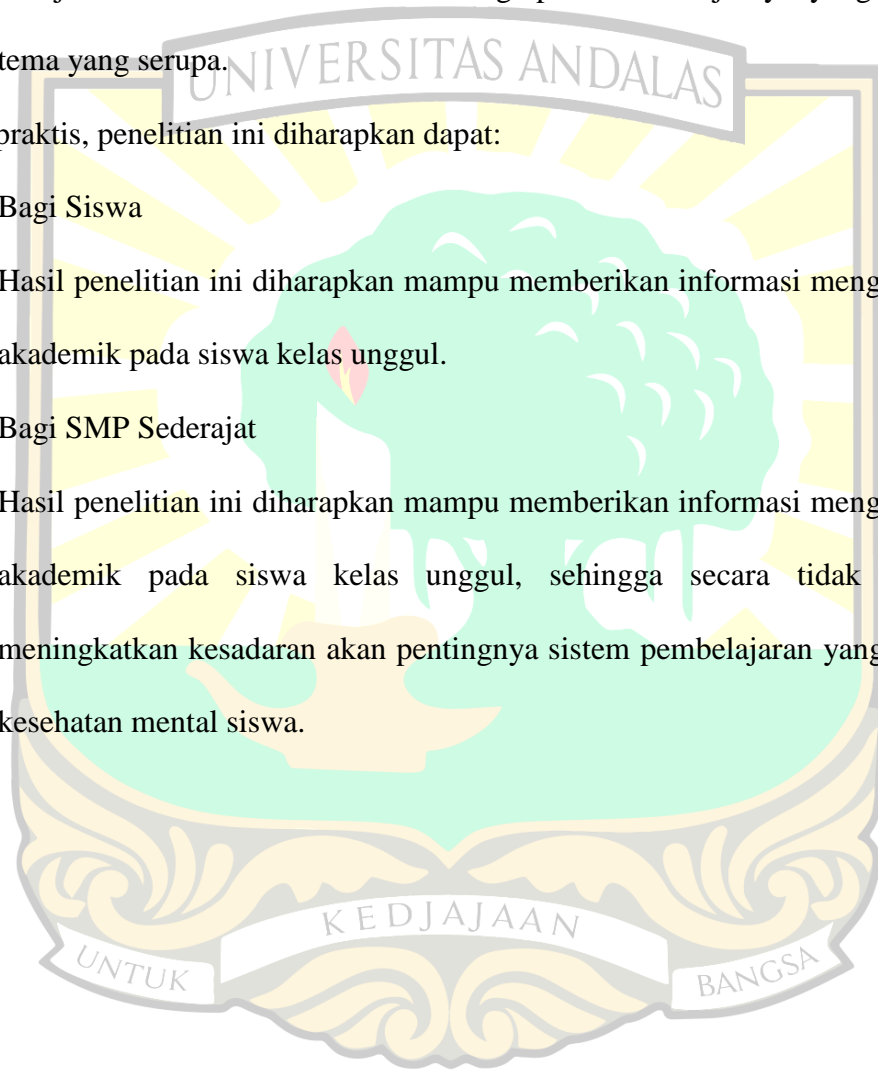 tema yang serupa.
UNIVERSITAS ANDALAS
praktis, penelitian ini diharapkan dapat:
Bagi Siswa
Hasil penelitian ini diharapkan mampu memberikan informasi meng
akademik pada siswa kelas unggul.
Bagi SMP Sederajat
Hasil penelitian ini diharapkan mampu memberikan informasi meng
akademik pada siswa kelas unggul, sehingga secara tidak
meningkatkan kesadaran akan pentingnya sistem pembelajaran yang
kesehatan mental siswa.
UNTUK KEDJAJAAN BANGSA